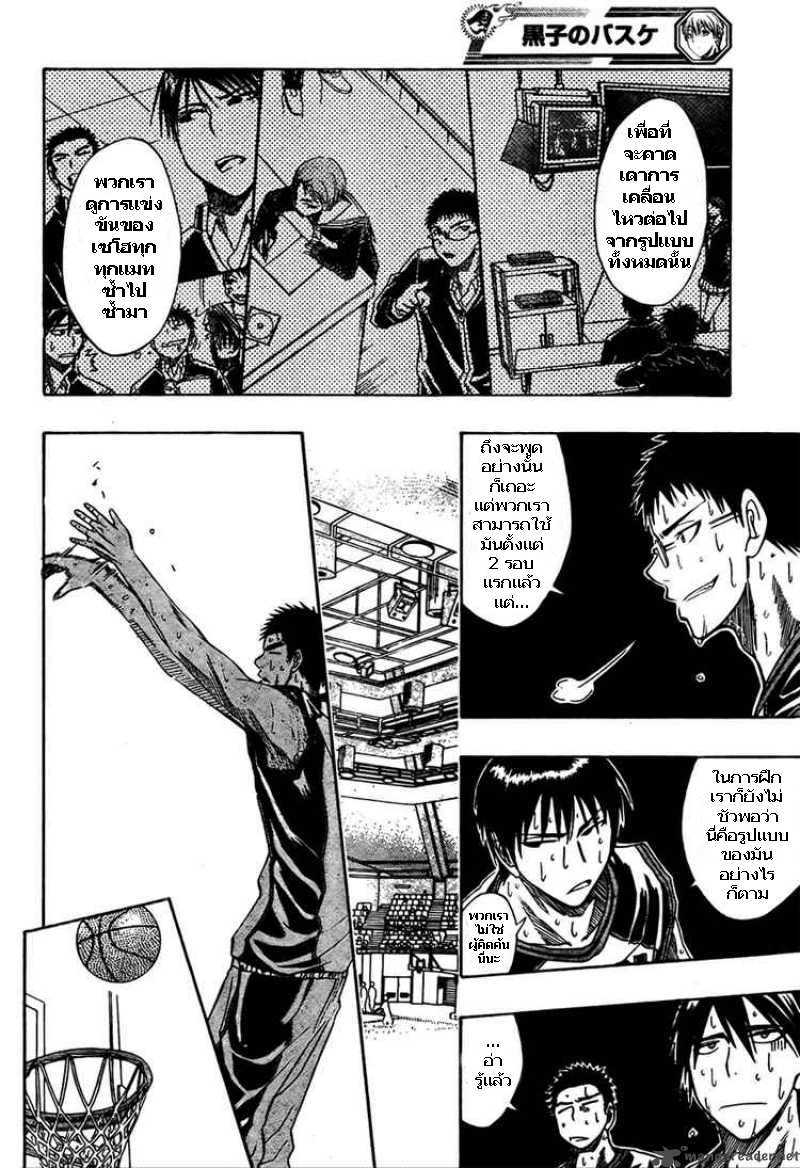 黒子のバスケ
เพื่อที่
จะคาด
เดาการ
เคลื่อน
ไหวต่อไป
จากรูปแบบ
ทั้งหมดนั้น
พวกเรา
ดูการแข่ง
ขันของ
เซโฮทุก
ทุกแมท
ซ้ำไป
ซ้ำมา
ถึงจะพูด
อย่างนั้น
ก็เถอะ
แต่พวกเรา
สามารถใช้
มันตั้งแต่
2 รอบ
แรกแล้ว
แต่...
ในการฝึก
เราก็ยังไม่
ชัวพอว่า
นี่คือรูปแบบ
ของมัน
อย่างไร
ก็ตาม
พวกเรา
ไม่ใช่
ผู้คิดค้น
นี่นะ
...
อ่า
รู้แล้ว
mangareader.net